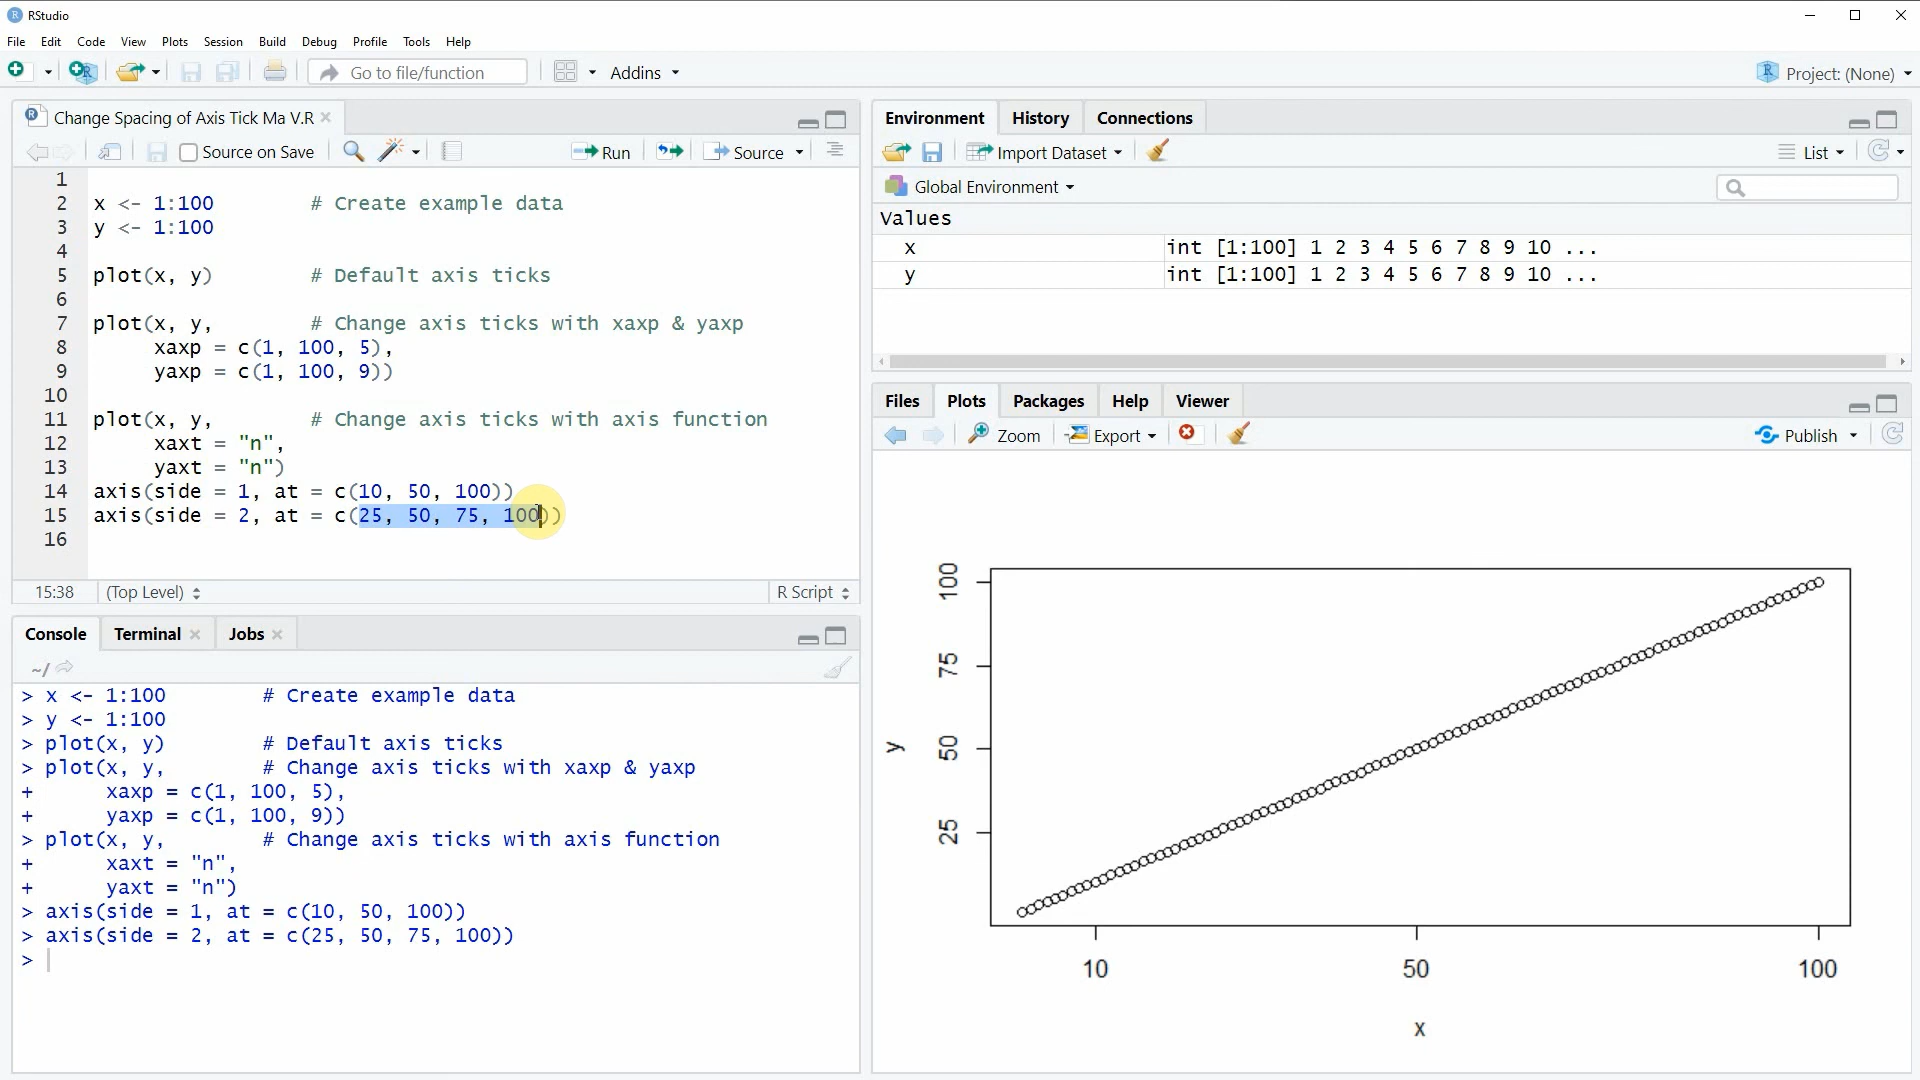 RStudio
File Edit Code View Plots Session Build Debug Profile Tools Help
Go to file/function Addins Project: (None)
Change Spacing of Axis Tick Ma V.R
Source on Save Run Source
1
2 x <- 1:100 # Create example data
3 y <- 1:100
4
5 plot(x, y) # Default axis ticks
6
7 plot(x, y, # Change axis ticks with xaxp & yaxp
8 xaxp = c(1, 100, 5),
9 yaxp = c(1, 100, 9))
10
11 plot(x, y, # Change axis ticks with axis function
12 xaxt = "n",
13 yaxt = "n")
14 axis(side = 1, at = c(10, 50, 100))
15 axis(side = 2, at = c(25, 50, 75, 100))
16
15:38 (Top Level) R Script
Console Terminal Jobs
~/
> x <- 1:100 # Create example data
> y <- 1:100
> plot(x, y) # Default axis ticks
> plot(x, y, # Change axis ticks with xaxp & yaxp
+ xaxp = c(1, 100, 5),
+ yaxp = c(1, 100, 9))
> plot(x, y, # Change axis ticks with axis function
+ xaxt = "n",
+ yaxt = "n")
> axis(side = 1, at = c(10, 50, 100))
> axis(side = 2, at = c(25, 50, 75, 100))
>
Environment History Connections
Import Dataset List
Global Environment
Values
x int [1:100] 1 2 3 4 5 6 7 8 9 10 ...
y int [1:100] 1 2 3 4 5 6 7 8 9 10 ...
Files Plots Packages Help Viewer
Zoom Export Publish
100
75
50
25
y
10 50 100
x